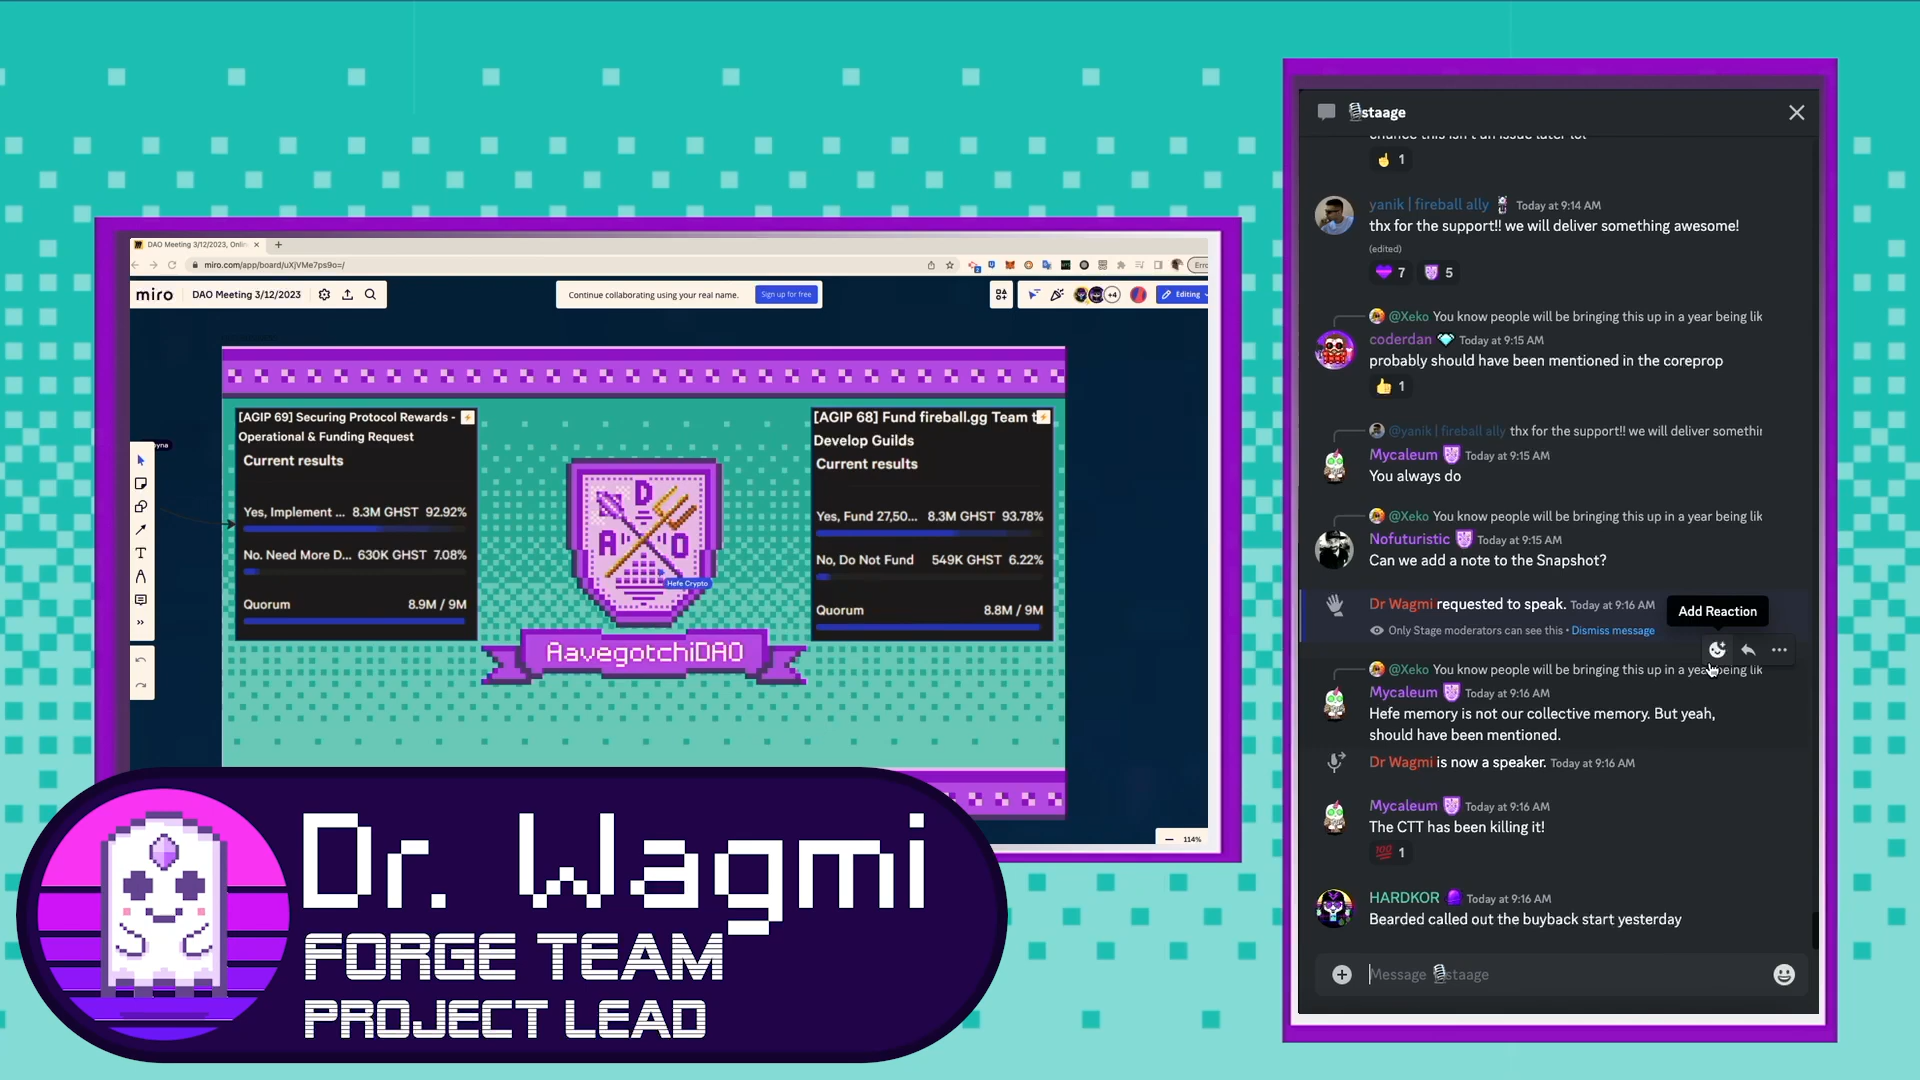 DAO Meeting 3/12/2023, Onlin
miro.com/app/board/uXjVMe7ps9o=/
miro
DAO Meeting 3/12/2023
Continue collaborating using your real name.
Sign up for free
+4
Editing
[AGIP 69] Securing Protocol Rewards -
Operational & Funding Request
Current results
Yes, Implement ... 8.3M GHST 92.92%
No. Need More D... 630K GHST 7.08%
Quorum 8.9M / 9M
D
A O
Hefe Crypto
AavegotchiDAO
[AGIP 68] Fund fireball.gg Team t
Develop Guilds
Current results
Yes, Fund 27,50... 8.3M GHST 93.78%
No, Do Not Fund 549K GHST 6.22%
Quorum 8.8M / 9M
114%
Dr. Wagmi
FORGE TEAM
PROJECT LEAD
staage
chance this isn't an issue later lol
1
yanik | fireball ally Today at 9:14 AM
thx for the support!! we will deliver something awesome!
(edited)
7 5
@Xeko You know people will be bringing this up in a year being lik
coderdan Today at 9:15 AM
probably should have been mentioned in the coreprop
1
@yanik | fireball ally thx for the support!! we will deliver somethin
Mycaleum Today at 9:15 AM
You always do
@Xeko You know people will be bringing this up in a year being lik
Nofuturistic Today at 9:15 AM
Can we add a note to the Snapshot?
Dr Wagmi requested to speak. Today at 9:16 AM
Add Reaction
Only Stage moderators can see this • Dismiss message
@Xeko You know people will be bringing this up in a year being lik
Mycaleum Today at 9:16 AM
Hefe memory is not our collective memory. But yeah,
should have been mentioned.
Dr Wagmi is now a speaker. Today at 9:16 AM
Mycaleum Today at 9:16 AM
The CTT has been killing it!
1
HARDKOR Today at 9:16 AM
Bearded called out the buyback start yesterday
Message staage